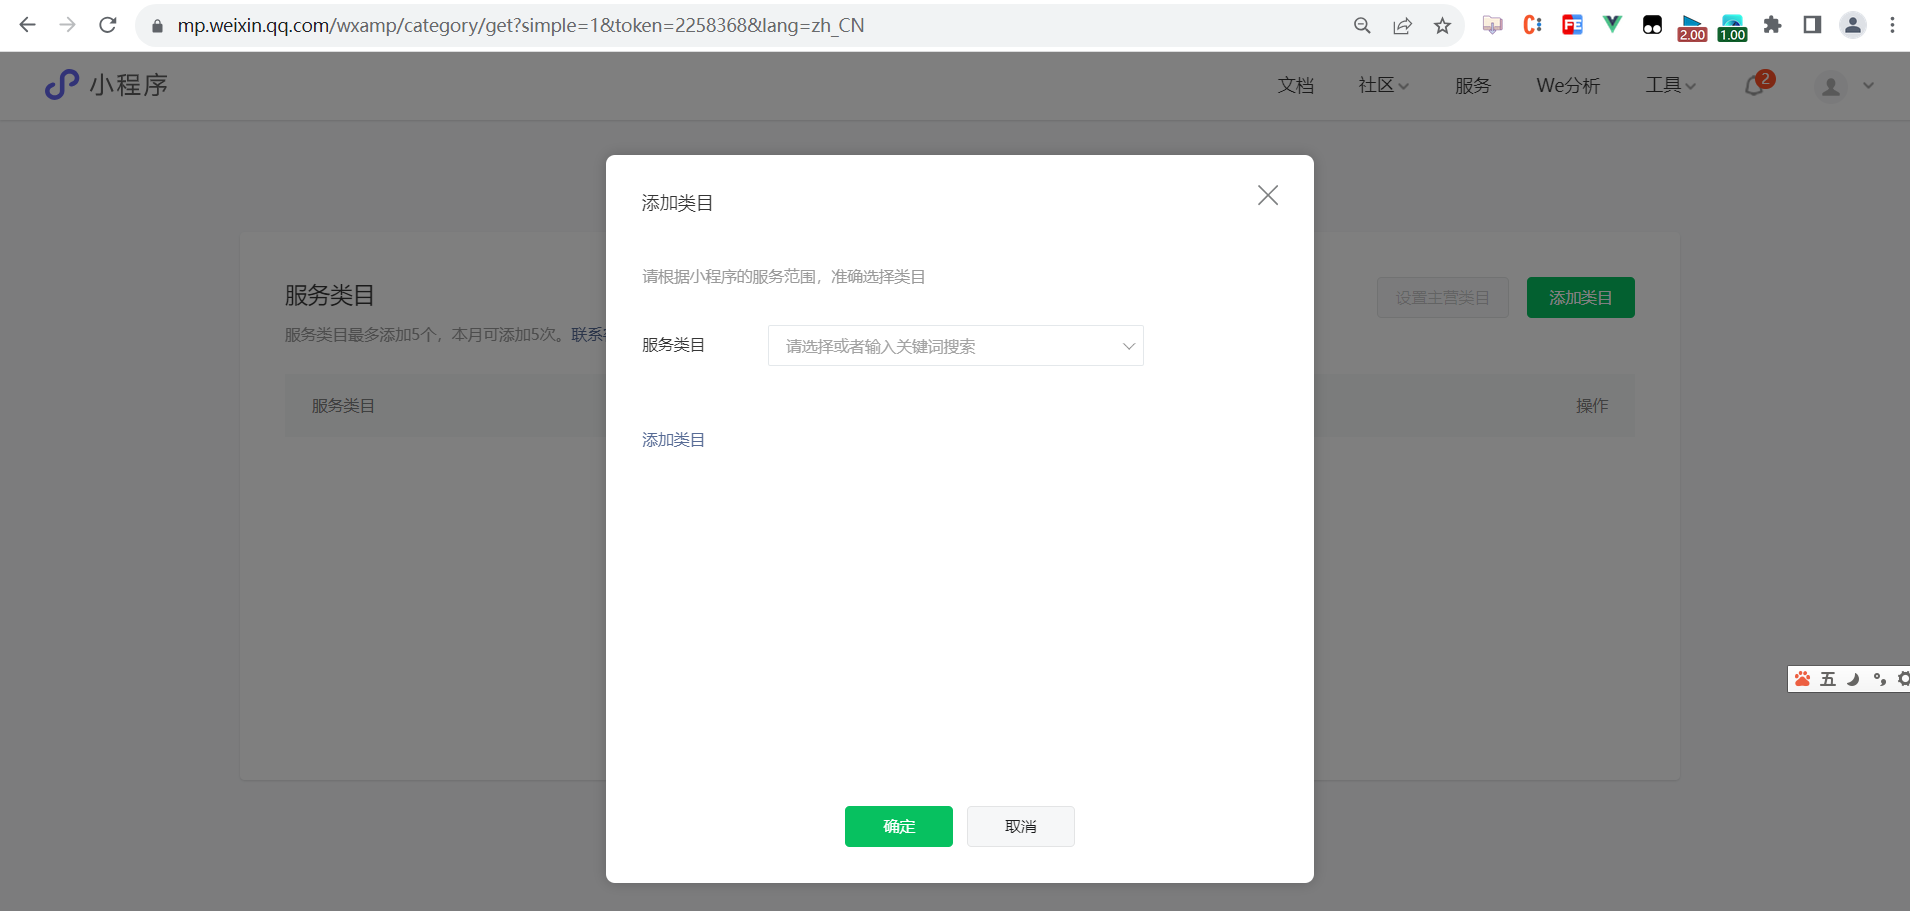 mp.weixin.qq.com/wxamp/category/get?simple=1&token=2258368&lang=zh_CN
FE
2.00
1.00
小程序
文档
社区
服务
We分析
工具
2
添加类目
请根据小程序的服务范围，准确选择类目
服务类目
服务类目最多添加5个，本月可添加5次。联系
设置主营类目
添加类目
服务类目
请选择或者输入关键词搜索
服务类目
操作
添加类目
五
确定
取消